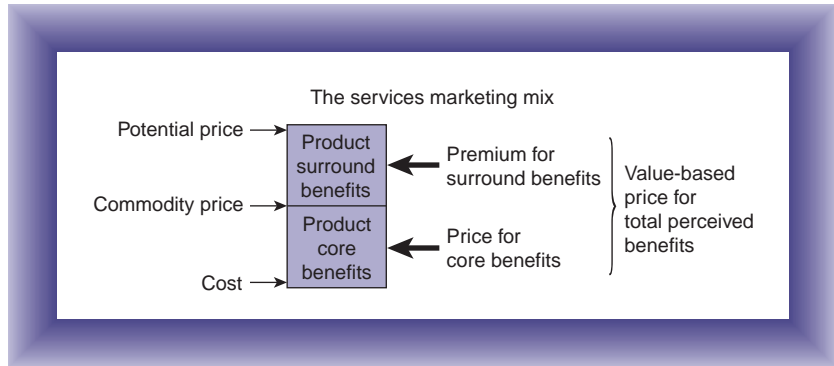 The services marketing mix
Potential price
Product
surround
benefits
Premium for
surround benefits
Value-based
price for
total perceived
benefits
Commodity price
Product
core
benefits
Price for
core benefits
Cost